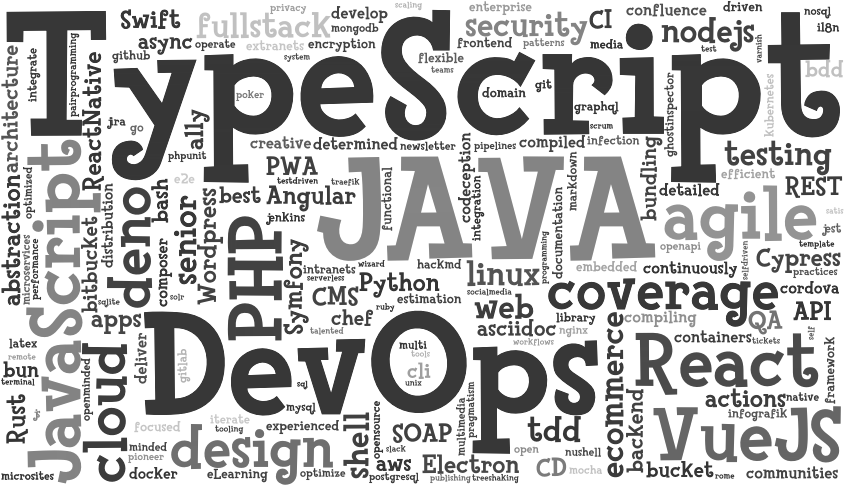 privacy
scaling
enterprise
confluence
driven
nosql
Swift
fullstack
develop
mongodb
security
CI
nodejs
il8n
async
operate
extranets
encryption
frontend
patterns
media
test
varnish
github
system
flexible
teams
bdd
TypeScript
integrate
pairprogramming
poker
domain
git
graphql
scrum
ghostinspector
kubernetes
architecture
ReactNative
jra
go
ally
phpunit
creative
determined
newsletter
pipelines
compiled
infection
testing
efficient
abstraction
optimized
JavaScript
e2e
PWA
testdriven
traefik
functional
JAVA
codeception
integration
markdown
bundling
detailed
REST
bash
senior
Wordpress
best
Angular
jenkins
agile
satis
jest
microservices
performance
bitbucket
distribution
deno
composer
PHP
Symfony
intranets
serverless
wizard
hacKmd
programming
documentation
openapi
selfdriven
template
embedded
continuously
Cypress
practices
sqlite
solr
CMS
Python
ruby
estimation
linux
socialmedia
coverage
cordova
apps
chef
talented
web
asciidoc
library
nginx
workflows
ecommerce
compiling
QA
API
latex
remote
bun
terminal
cloud
openminded
deliver
gitlab
DevOps
multi
tools
cli
unix
sql
mysql
containers
tickets
self
React
framework
actions
native
infografik
Rust
focused
iterate
tooling
experienced
shell
opensource
slack
SOAP
multimedia
pragmatism
tdd
open
nushell
backend
VueJS
minded
pioneer
docker
design
eLearning
optimize
aws
postgresql
Electron
publishing
treeshaking
CD
mocha
bucket
rome
communities
microsites